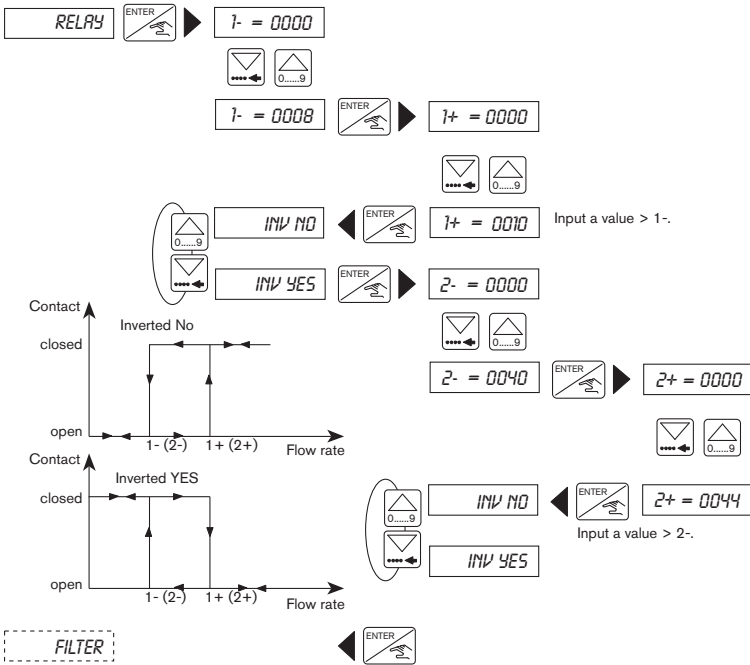 RELAY ENTER 1- = 0000
0......9
1- = 0008 ENTER 1+ = 0000
0......9
0......9 INV NO ENTER 1+ = 0010 Input a value > 1-.
INV YES ENTER 2- = 0000
0......9
2- = 0040 ENTER 2+ = 0000
0......9
Contact
Inverted No
closed
open
1- (2-) 1+ (2+) Flow rate
Contact
Inverted YES
closed
open
1- (2-) 1+ (2+) Flow rate
0......9 INV NO ENTER 2+ = 0044
Input a value > 2-.
INV YES
FILTER ENTER